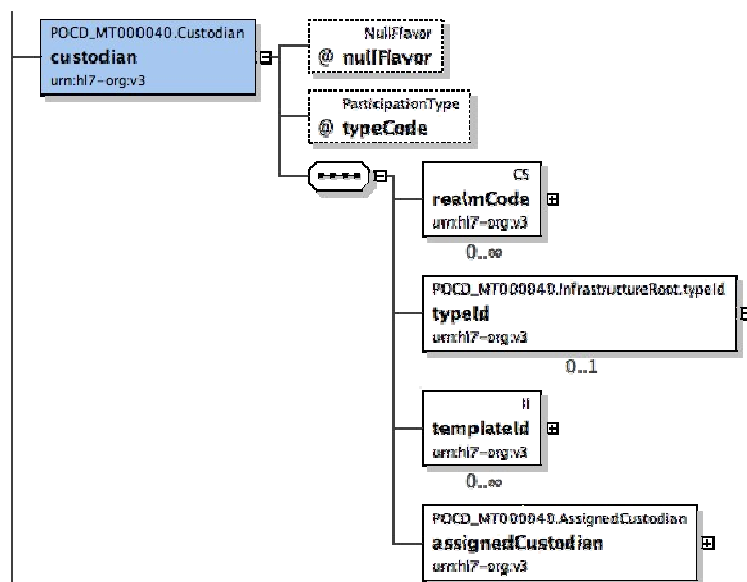 POCD_MT000040.Custodian
custodian
urn:hl7-org:v3
NullFlavor
@ nullFlavor
ParticipationType
@ typeCode
CS
realmCode
urn:hl7-org:v3
0..∞
POCD_MT000040.InfrastructureRoot.typeId
typeId
urn:hl7-org:v3
0..1
II
templateId
urn:hl7-org:v3
0..∞
POCD_MT000040.AssignedCustodian
assignedCustodian
urn:hl7-org:v3